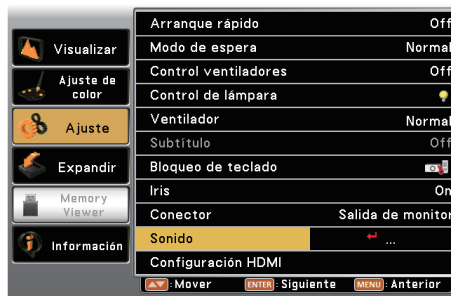 Visualizar
Ajuste de
color
Ajuste
Expandir
Memory
Viewer
Información
Arranque rápido Off
Modo de espera Normal
Control ventiladores Off
Control de lámpara
Ventilador Normal
Subtítulo Off
Bloqueo de teclado
Iris On
Conector Salida de monitor
Sonido ...
Configuración HDMI
:Mover ENTER :Siguiente MENU :Anterior